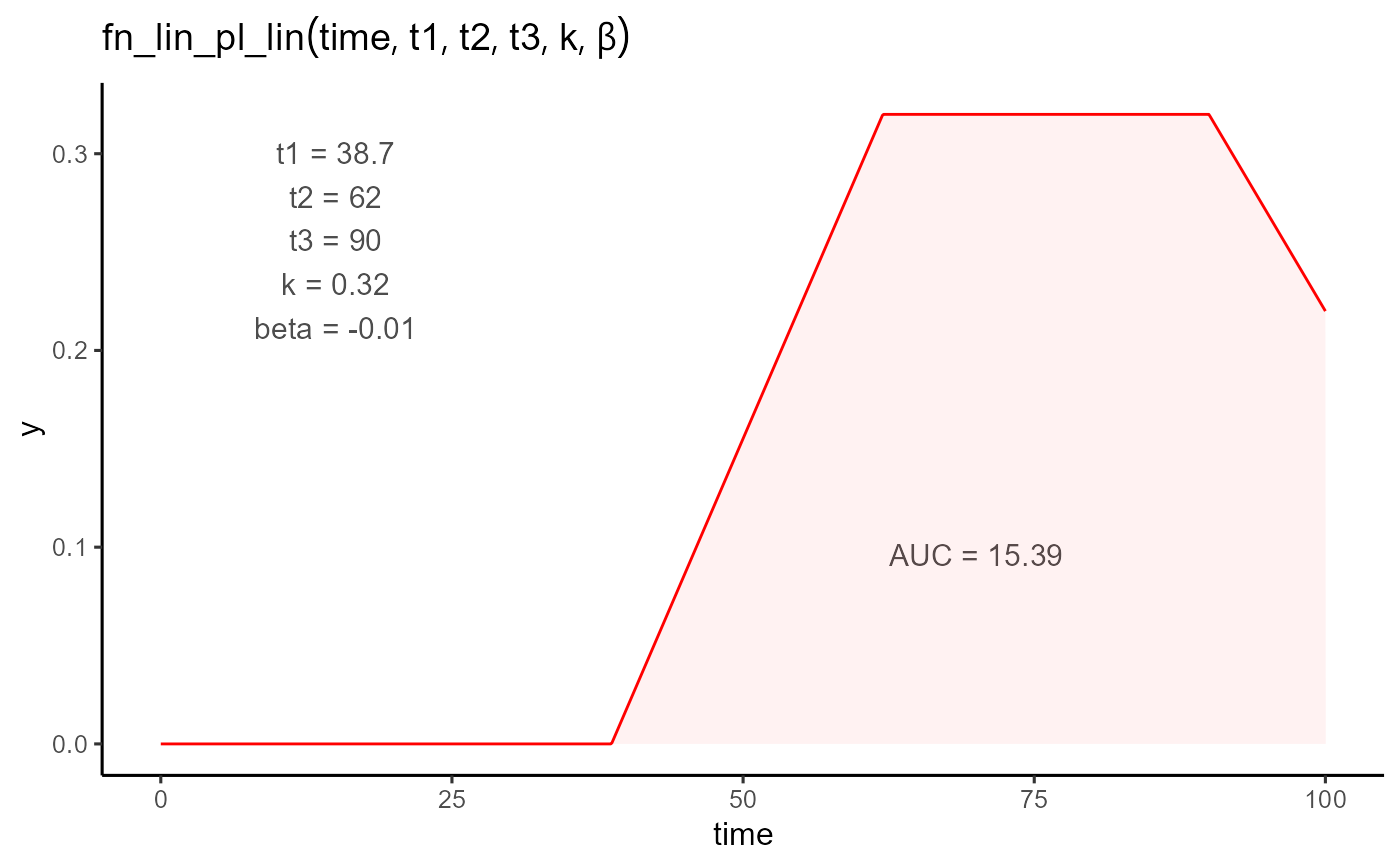 fn_lin_pl_lin(time, t1, t2, t3, k, β)
t1 = 38.7
t2 = 62
t3 = 90
k = 0.32
beta = -0.01
AUC = 15.39
0.3
0.2
0.1
0.0
y
0 25 50 75 100
time